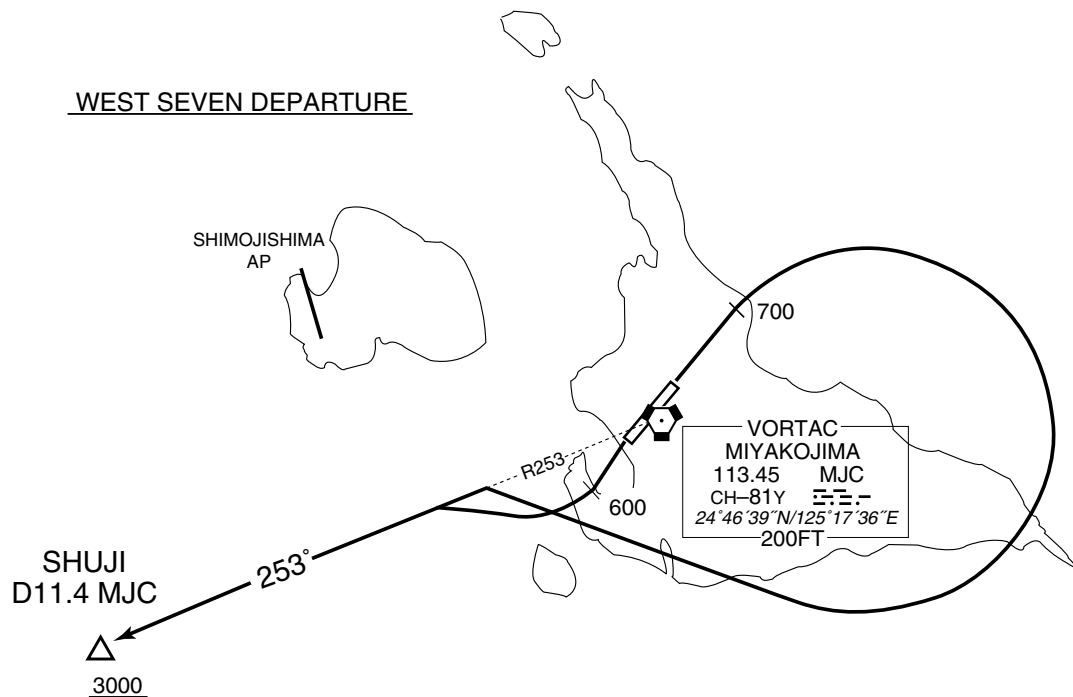 WEST SEVEN DEPARTURE
SHIMOJISHIMA
AP
700
VORTAC
MIYAKOJIMA
113.45 MJC
CH–81Y
24°46´39˝N/125°17´36˝E
200FT
R253
600
253°
SHUJI
D11.4 MJC
3000